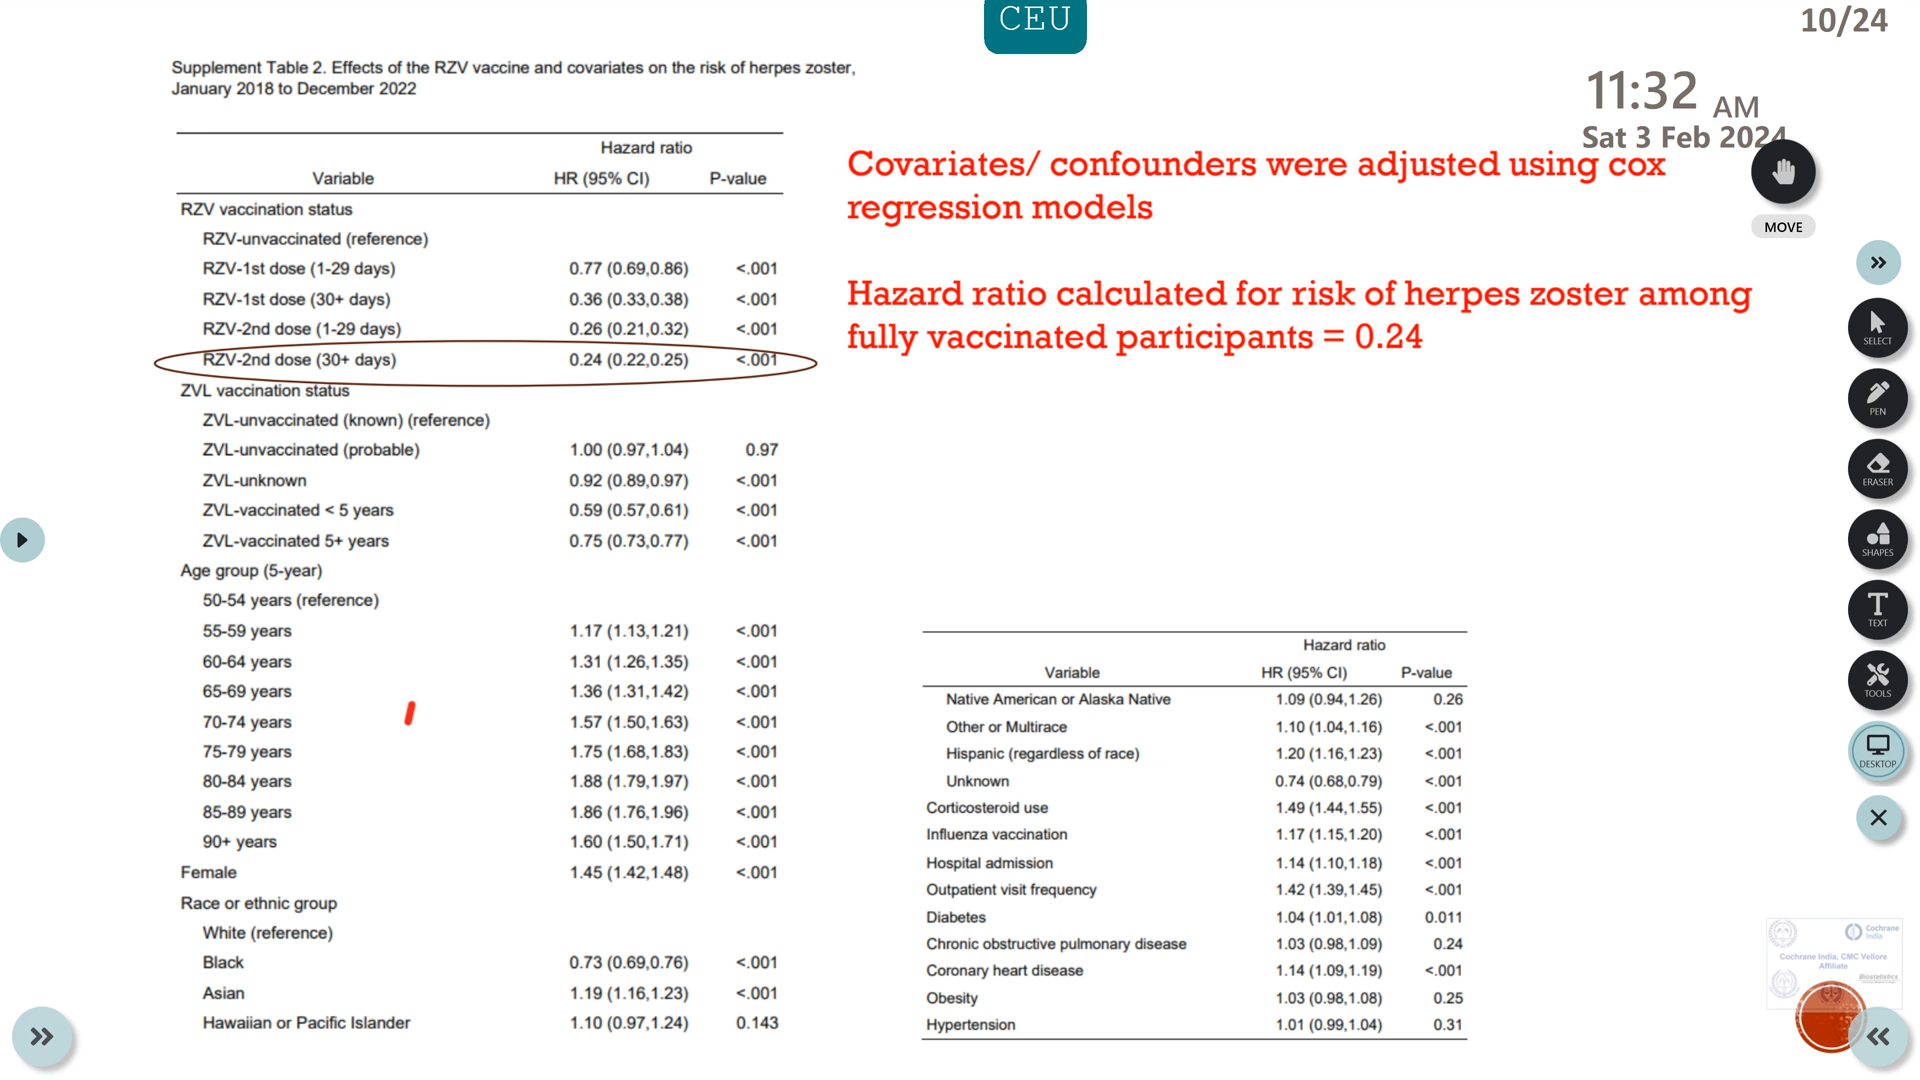 CEU
10/24
11:32 AM
Sat 3 Feb 2024
Supplement Table 2. Effects of the RZV vaccine and covariates on the risk of herpes zoster,
January 2018 to December 2022
Hazard ratio
Variable HR (95% CI) P-value
RZV vaccination status
RZV-unvaccinated (reference)
RZV-1st dose (1-29 days) 0.77 (0.69,0.86) <.001
RZV-1st dose (30+ days) 0.36 (0.33,0.38) <.001
RZV-2nd dose (1-29 days) 0.26 (0.21,0.32) <.001
RZV-2nd dose (30+ days) 0.24 (0.22,0.25) <.001
ZVL vaccination status
ZVL-unvaccinated (known) (reference)
ZVL-unvaccinated (probable) 1.00 (0.97,1.04) 0.97
ZVL-unknown 0.92 (0.89,0.97) <.001
ZVL-vaccinated < 5 years 0.59 (0.57,0.61) <.001
ZVL-vaccinated 5+ years 0.75 (0.73,0.77) <.001
Age group (5-year)
50-54 years (reference)
55-59 years 1.17 (1.13,1.21) <.001
60-64 years 1.31 (1.26,1.35) <.001
65-69 years 1.36 (1.31,1.42) <.001
70-74 years 1.57 (1.50,1.63) <.001
75-79 years 1.75 (1.68,1.83) <.001
80-84 years 1.88 (1.79,1.97) <.001
85-89 years 1.86 (1.76,1.96) <.001
90+ years 1.60 (1.50,1.71) <.001
Female 1.45 (1.42,1.48) <.001
Race or ethnic group
White (reference)
Black 0.73 (0.69,0.76) <.001
Asian 1.19 (1.16,1.23) <.001
Hawaiian or Pacific Islander 1.10 (0.97,1.24) 0.143
Covariates/ confounders were adjusted using cox
regression models
Hazard ratio calculated for risk of herpes zoster among
fully vaccinated participants = 0.24
Hazard ratio
Variable HR (95% CI) P-value
Native American or Alaska Native 1.09 (0.94,1.26) 0.26
Other or Multirace 1.10 (1.04,1.16) <.001
Hispanic (regardless of race) 1.20 (1.16,1.23) <.001
Unknown 0.74 (0.68,0.79) <.001
Corticosteroid use 1.49 (1.44,1.55) <.001
Influenza vaccination 1.17 (1.15,1.20) <.001
Hospital admission 1.14 (1.10,1.18) <.001
Outpatient visit frequency 1.42 (1.39,1.45) <.001
Diabetes 1.04 (1.01,1.08) 0.011
Chronic obstructive pulmonary disease 1.03 (0.98,1.09) 0.24
Coronary heart disease 1.14 (1.09,1.19) <.001
Obesity 1.03 (0.98,1.08) 0.25
Hypertension 1.01 (0.99,1.04) 0.31
MOVE
SELECT
PEN
ERASER
SHAPES
TEXT
TOOLS
DESKTOP
Cochrane
India
Cochrane India, CMC Vellore
Affiliate
Biostatistics